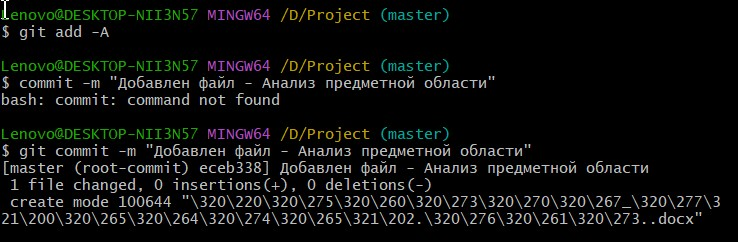 Lenovo@DESKTOP-NII3N57 MINGW64 /D/Project (master)
$ git add -A
Lenovo@DESKTOP-NII3N57 MINGW64 /D/Project (master)
$ commit -m "Добавлен файл - Анализ предметной области"
bash: commit: command not found
Lenovo@DESKTOP-NII3N57 MINGW64 /D/Project (master)
$ git commit -m "Добавлен файл - Анализ предметной области"
[master (root-commit) eceb338] Добавлен файл - Анализ предметной области
1 file changed, 0 insertions(+), 0 deletions(-)
create mode 100644 "\320\220\320\275\320\260\320\273\320\270\320\267_\320\277\3
21\200\320\265\320\264\320\274\320\265\321\202.\320\276\320\261\320\273..docx"